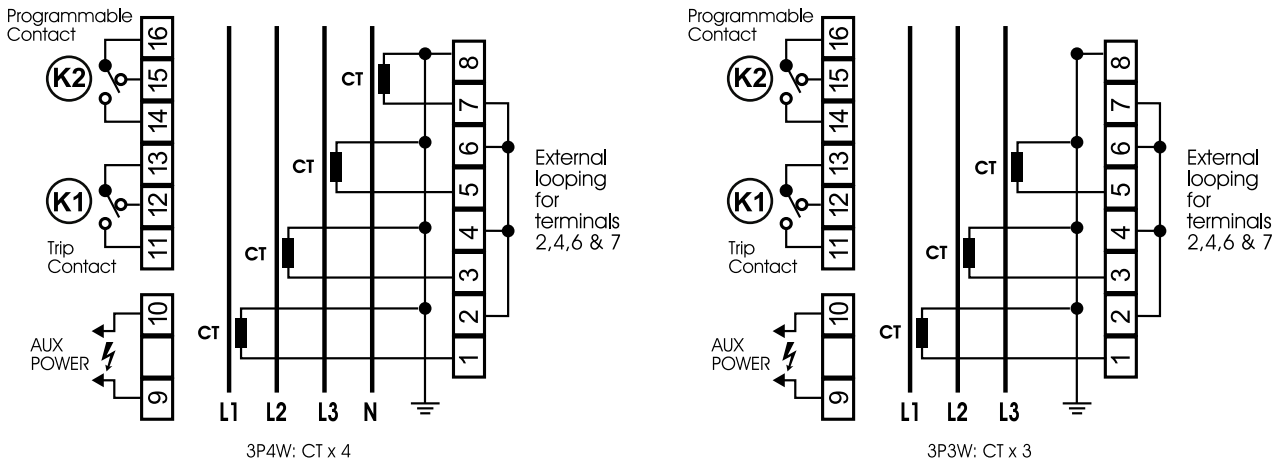 Programmable
Contact
K2
16
15
14
13
12
11
K1
Trip
Contact
10
9
AUX
POWER
CT
CT
CT
CT
8
7
6
5
4
3
2
1
External
looping
for
terminals
2,4,6 & 7
L1 L2 L3 N
3P4W: CT x 4
Programmable
Contact
K2
16
15
14
13
12
11
K1
Trip
Contact
10
9
AUX
POWER
CT
CT
CT
8
7
6
5
4
3
2
1
External
looping
for
terminals
2,4,6 & 7
L1 L2 L3
3P3W: CT x 3